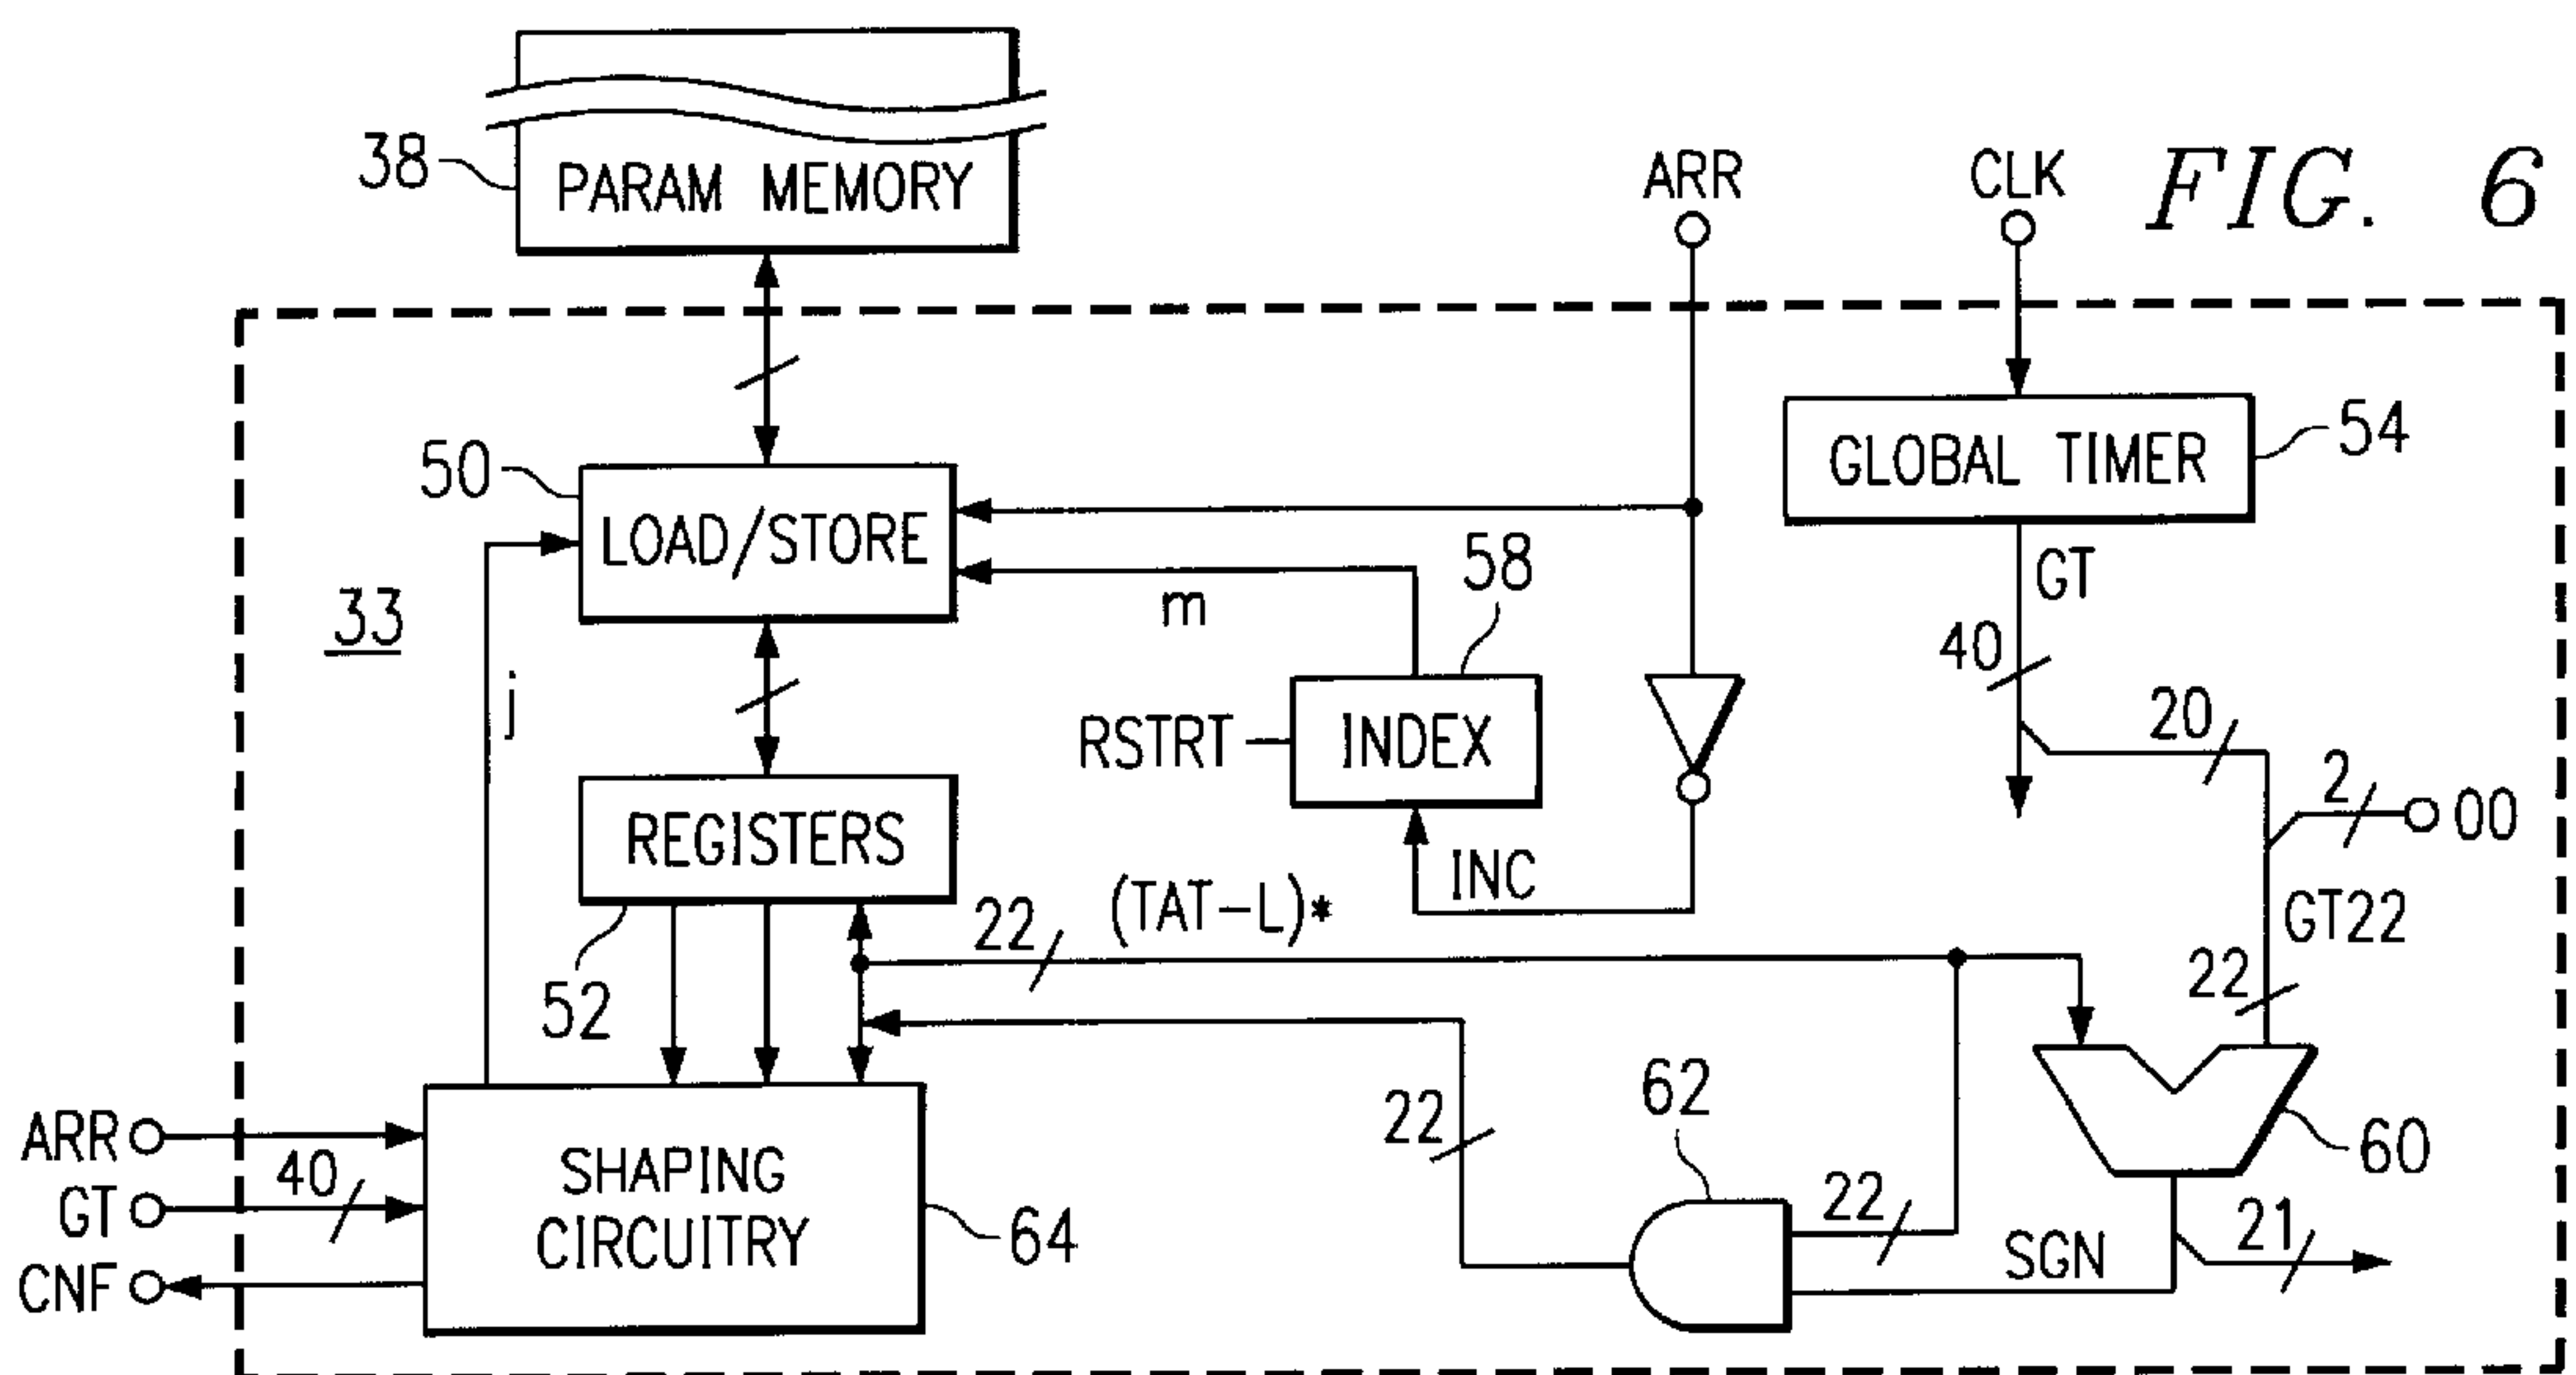 FIG. 6
38
PARAM MEMORY
ARR
CLK
50
LOAD/STORE
GLOBAL TIMER
54
33
j
m
58
GT
40
RSTRT
INDEX
20
2
00
REGISTERS
INC
52
22
(TAT-L)*
GT22
22
ARR
40
GT
CNF
SHAPING
CIRCUITRY
64
22
62
22
SGN
60
21